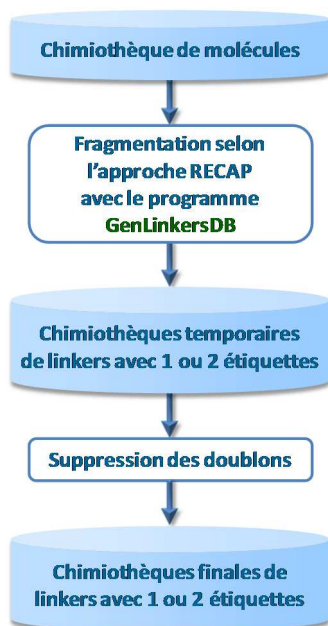 Chimiothèque de molécules
Fragmentation selon
l'approche RECAP
avec le programme
GenLinkersDB
Chimiothèques temporaires
de linkers avec 1 ou 2 étiquettes
Suppression des doublons
Chimiothèques finales de
linkers avec 1 ou 2 étiquettes